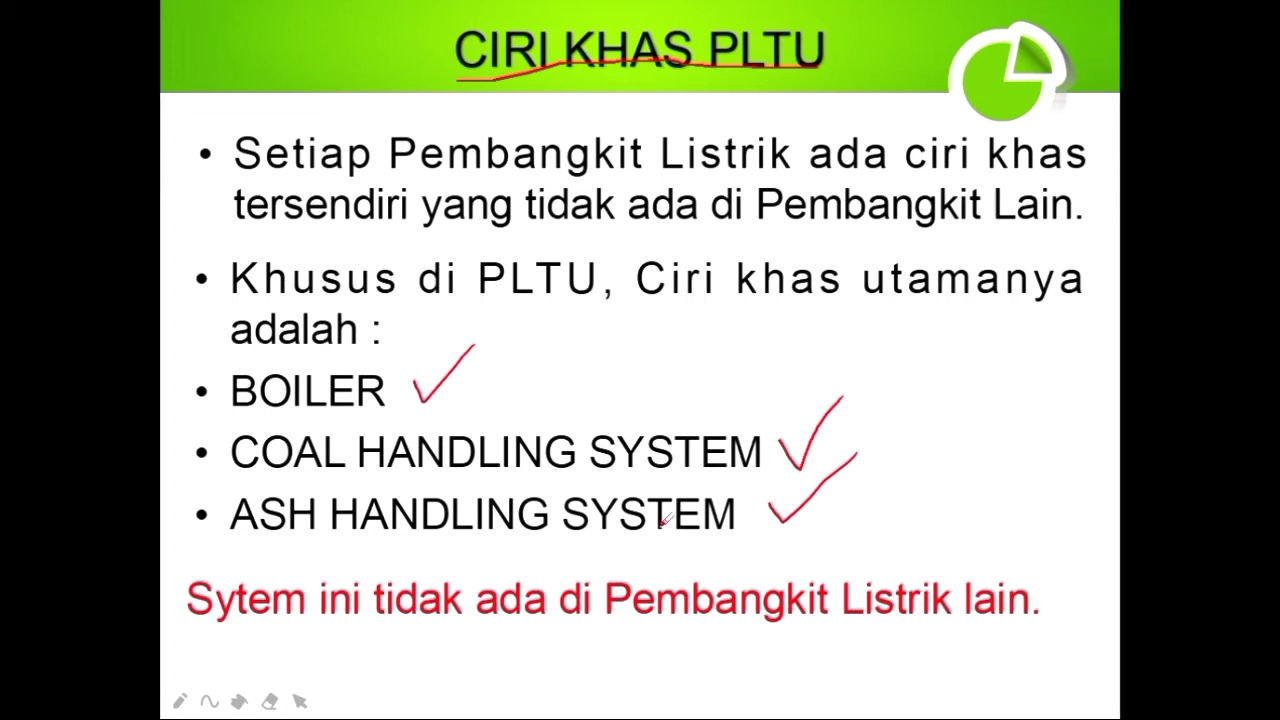 CIRI KHAS PLTU
• Setiap Pembangkit Listrik ada ciri khas
tersendiri yang tidak ada di Pembangkit Lain.
• Khusus di PLTU, Ciri khas utamanya
adalah :
• BOILER
• COAL HANDLING SYSTEM
• ASH HANDLING SYSTEM
Sytem ini tidak ada di Pembangkit Listrik lain.